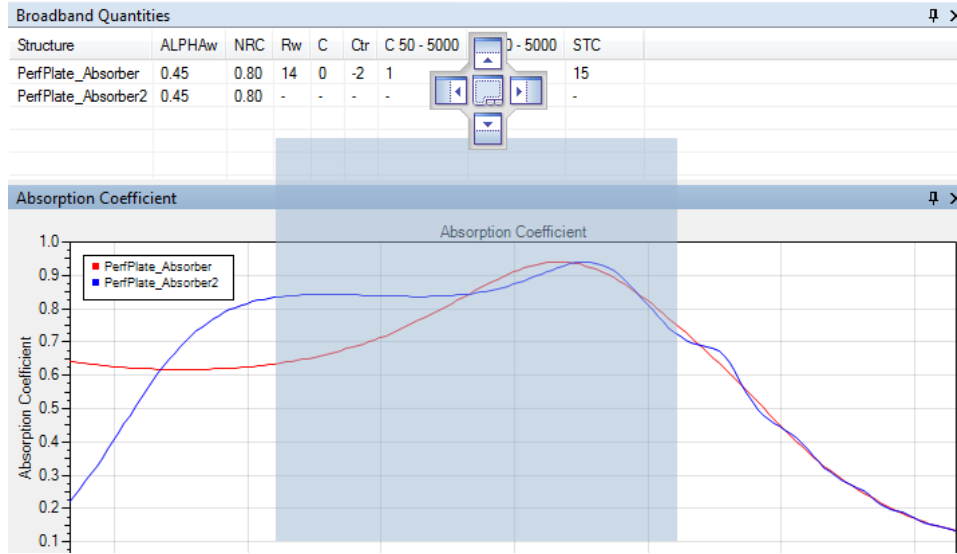 Broadband Quantities
Structure ALPHAw NRC Rw C Ctr C 50 - 5000 0 - 5000 STC
PerfPlate_Absorber 0.45 0.80 14 0 -2 1 15
PerfPlate_Absorber2 0.45 0.80 - - - - -
Absorption Coefficient
Absorption Coefficient
1.0
PerfPlate_Absorber
0.9
PerfPlate_Absorber2
0.8
0.7
0.6
0.5
0.4
0.3
0.2
0.1
Absorption Coefficient